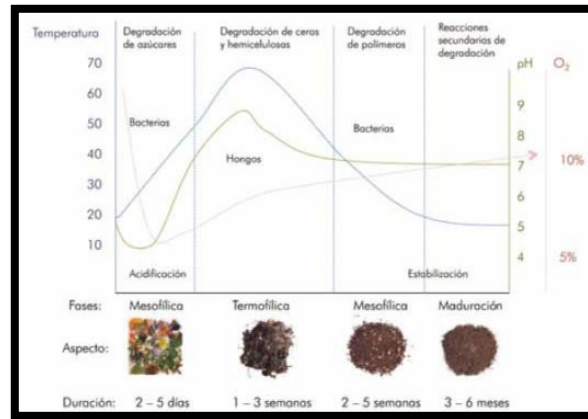 Temperatura
Degradación
de azúcares
Degradación de ceras
y hemicelulosas
Degradación
de polímeros
Reacciones
secundarias de
degradación
pH
O₂
70
60
50
40
30
20
10
9
8
7
6
5
4
10%
5%
Bacterias
Hongos
Bacterias
Acidificación
Estabilización
Fases: Mesofílica Termofílica Mesofílica Maduración
Aspecto:
Duración: 2 – 5 días 1 – 3 semanas 2 – 5 semanas 3 – 6 meses